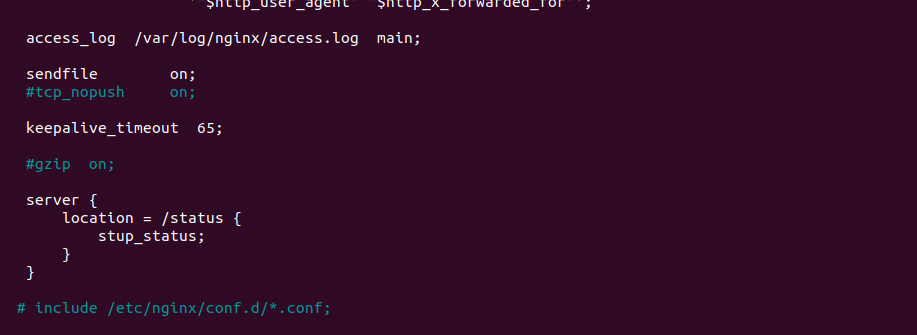 '"$http_user_agent" "$http_x_forwarded_for"';
access_log  /var/log/nginx/access.log  main;
sendfile        on;
#tcp_nopush     on;
keepalive_timeout  65;
#gzip  on;
server {
location = /status {
stup_status;
}
}
# include /etc/nginx/conf.d/*.conf;